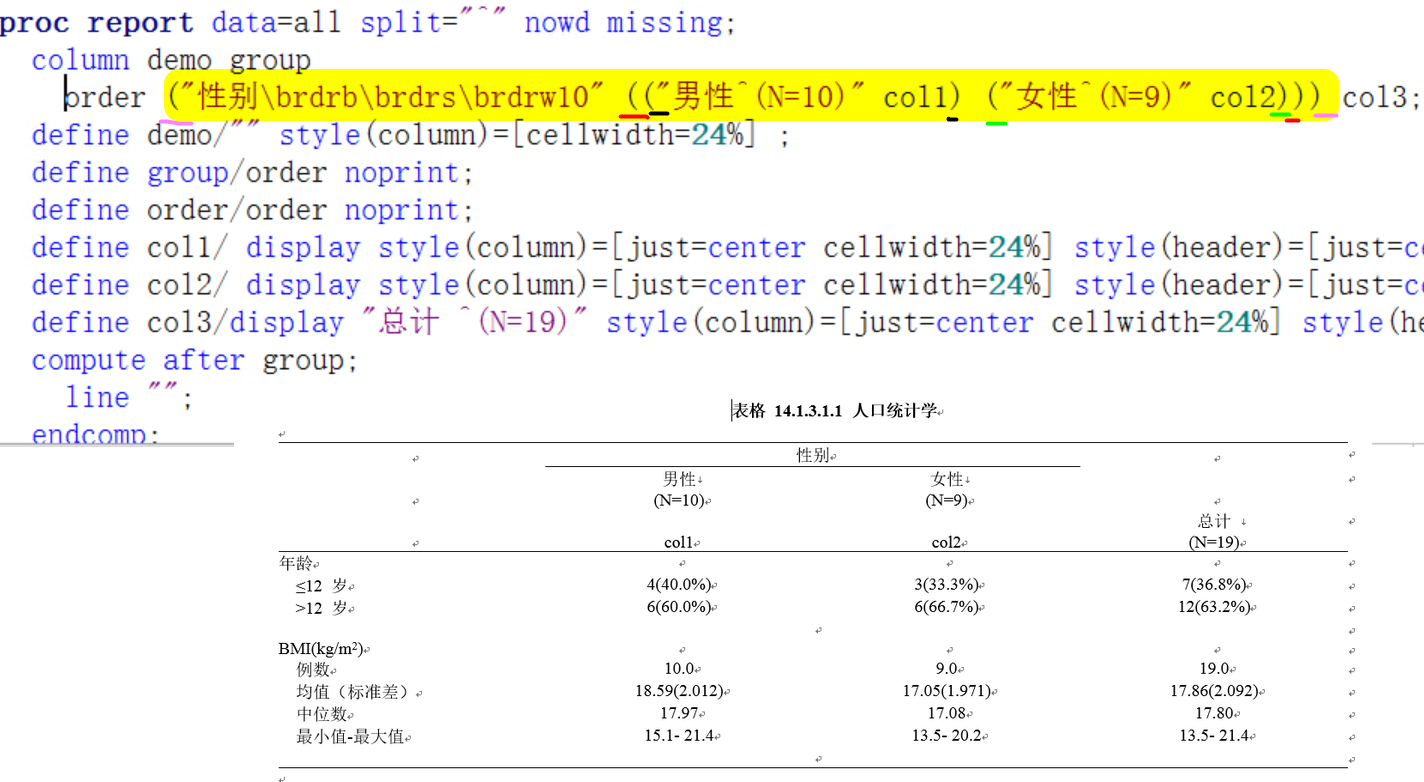 proc report data=all split="^" nowd missing;
column demo group
order ("性别\brdrb\brdrs\brdrw10" (("男性^(N=10)" col1) ("女性^(N=9)" col2))) col3;
define demo/"" style(column)=[cellwidth=24%] ;
define group/order noprint;
define order/order noprint;
define col1/ display style(column)=[just=center cellwidth=24%] style(header)=[just=ce
define col2/ display style(column)=[just=center cellwidth=24%] style(header)=[just=ce
define col3/display "总计 ^(N=19)" style(column)=[just=center cellwidth=24%] style(he
compute after group;
line "";
endcomp;
表格 14.1.3.1.1 人口统计学
性别
男性 女性
(N=10) (N=9)
总计
col1 col2 (N=19)
年龄
≤12 岁 4(40.0%) 3(33.3%) 7(36.8%)
>12 岁 6(60.0%) 6(66.7%) 12(63.2%)
BMI(kg/m²)
例数 10.0 9.0 19.0
均值（标准差） 18.59(2.012) 17.05(1.971) 17.86(2.092)
中位数 17.97 17.08 17.80
最小值-最大值 15.1- 21.4 13.5- 20.2 13.5- 21.4